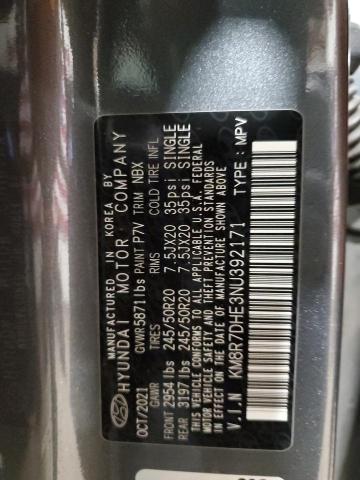 MANUFACTURED IN KOREA BY
HYUNDAI MOTOR COMPANY
OCT/2021 GVWR5871lbs PAINT P7V TRIM NBX
GAWR TIRES RIMS COLD TIRE INFL
FRONT 2954 lbs 245/50R20 7.5JX20 35psi SINGLE
REAR 3197 lbs 245/50R20 7.5JX20 35psi SINGLE
THIS VEHICLE CONFORMS TO ALL APPLICABLE U.S.A. FEDERAL
MOTOR VEHICLE SAFETY AND THEFT PREVENTION STANDARDS
IN EFFECT ON THE DATE OF MANUFACTURE SHOWN ABOVE
V.I.N KM8R7DHE3NU392171 TYPE: MPV